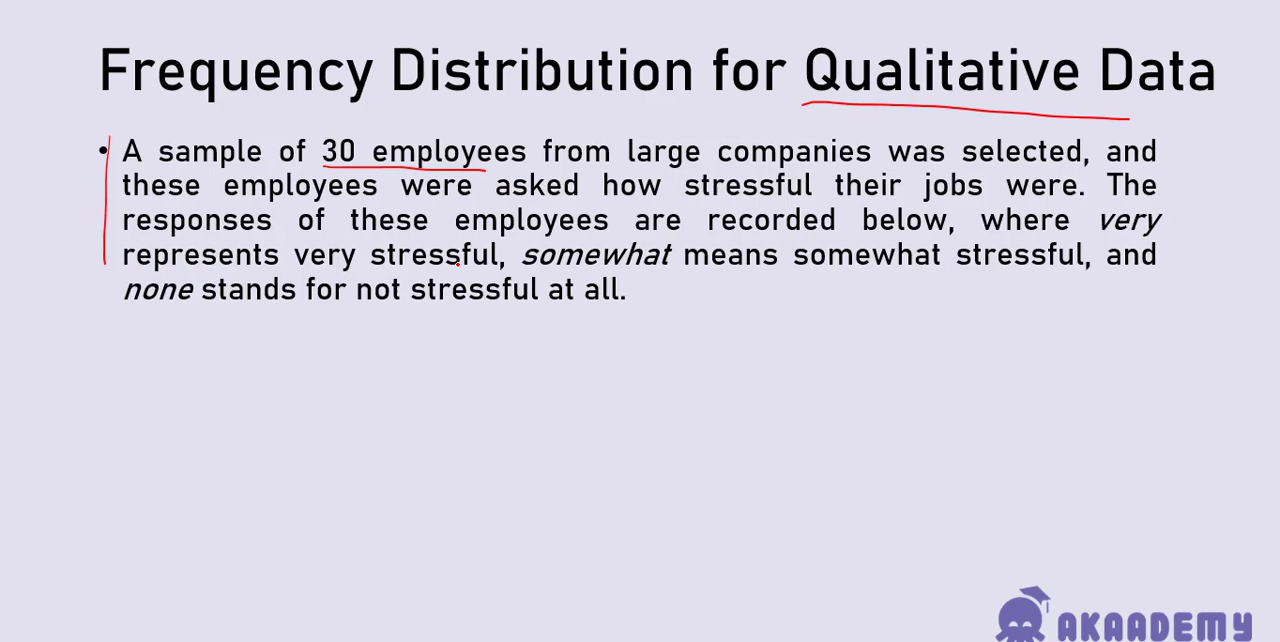 Frequency Distribution for Qualitative Data
• A sample of 30 employees from large companies was selected, and
these employees were asked how stressful their jobs were. The
responses of these employees are recorded below, where very
represents very stressful, somewhat means somewhat stressful, and
none stands for not stressful at all.
AKAADEMY